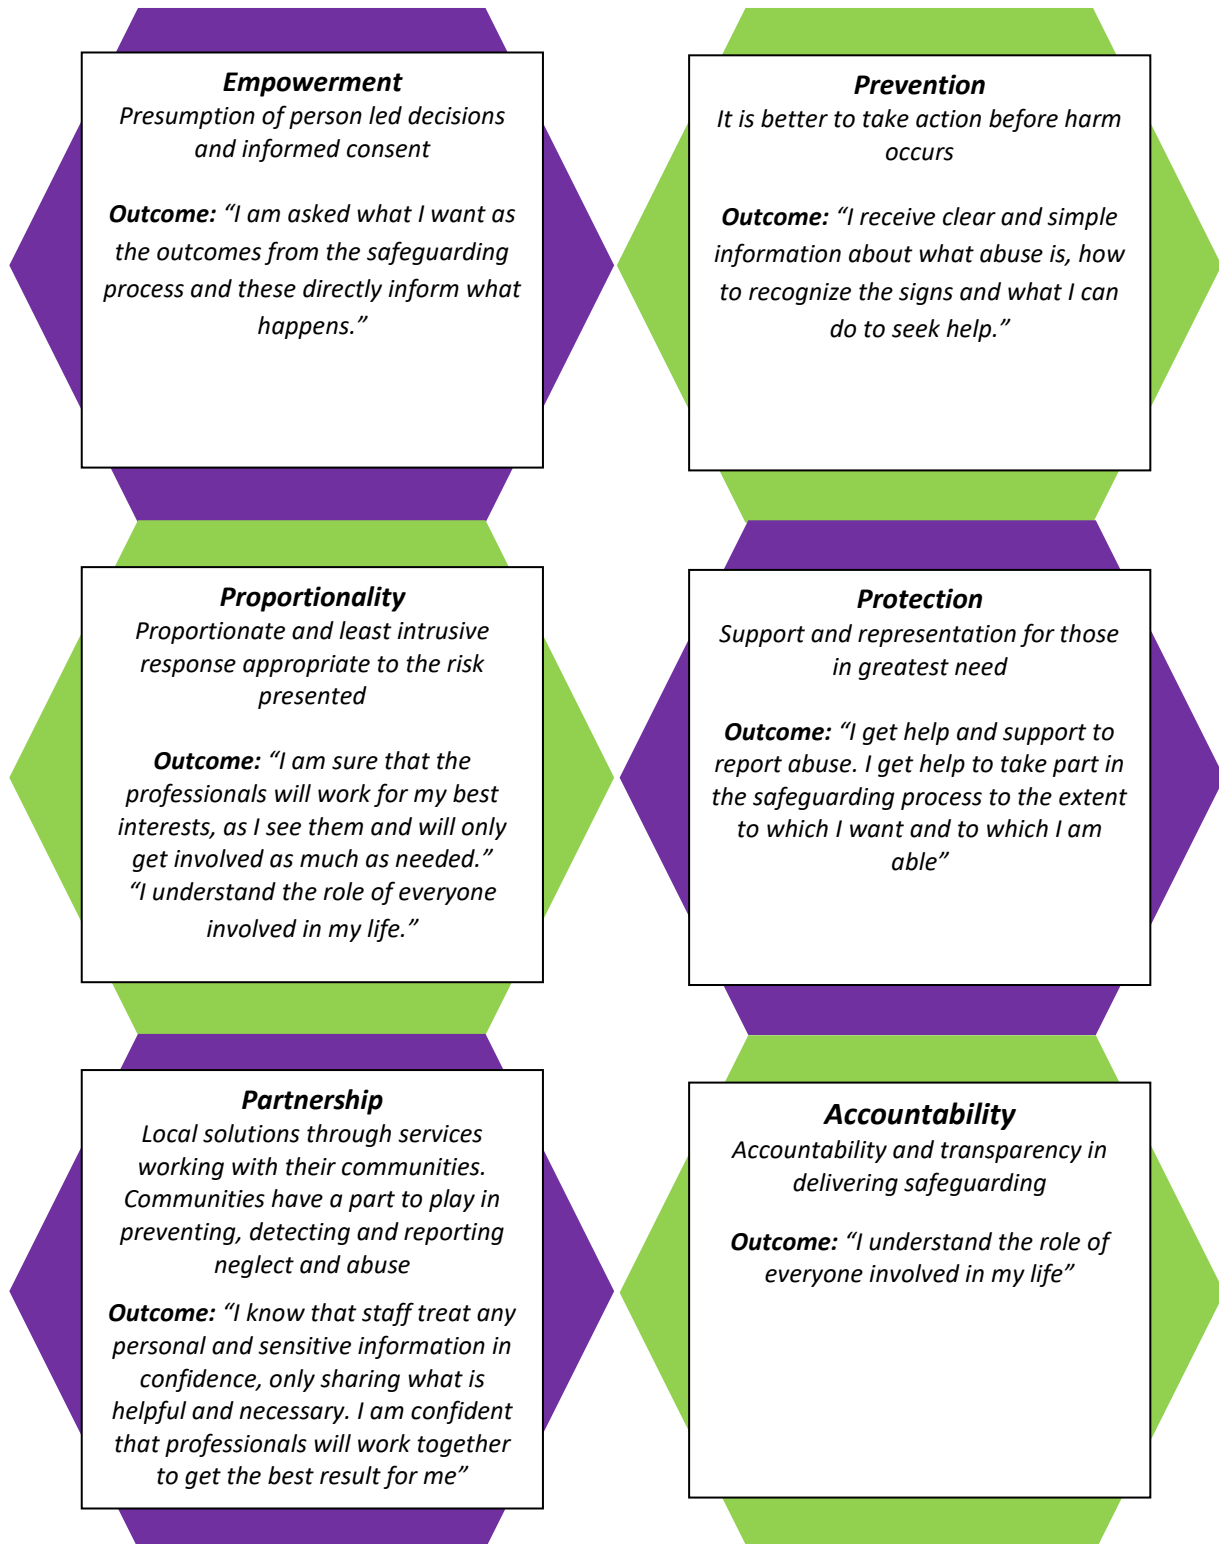 Empowerment
Presumption of person led decisions
and informed consent
Outcome: “I am asked what I want as
the outcomes from the safeguarding
process and these directly inform what
happens.”
Prevention
It is better to take action before harm
occurs
Outcome: “I receive clear and simple
information about what abuse is, how
to recognize the signs and what I can
do to seek help.”
Proportionality
Proportionate and least intrusive
response appropriate to the risk
presented
Outcome: “I am sure that the
professionals will work for my best
interests, as I see them and will only
get involved as much as needed.”
“I understand the role of everyone
involved in my life.”
Protection
Support and representation for those
in greatest need
Outcome: “I get help and support to
report abuse. I get help to take part in
the safeguarding process to the extent
to which I want and to which I am
able”
Partnership
Local solutions through services
working with their communities.
Communities have a part to play in
preventing, detecting and reporting
neglect and abuse
Outcome: “I know that staff treat any
personal and sensitive information in
confidence, only sharing what is
helpful and necessary. I am confident
that professionals will work together
to get the best result for me”
Accountability
Accountability and transparency in
delivering safeguarding
Outcome: “I understand the role of
everyone involved in my life”